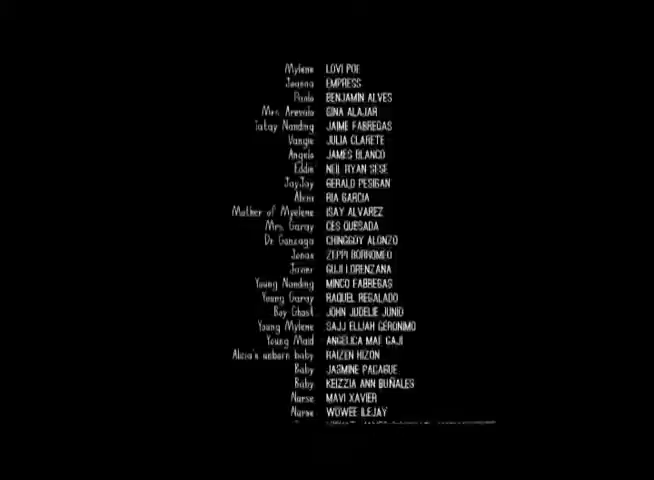 Mylene LOVI POE
Joanna EMPRESS
Paolo BENJAMIN ALVES
Mrs. Arevalo GINA ALAJAR
Tatay Nanding JAIME FABREGAS
Vangie JULIA CLARETE
Angelo JAMES BLANCO
Eddie NEIL RYAN SESE
JayJay GERALD PESIGAN
Alicia RIA GARCIA
Mother of Myelene ISAY ALVAREZ
Mrs. Garay CES QUESADA
Dr. Gonzaga CHINGGOY ALONZO
Jonas ZEPPI BORROMEO
Javier GUJI LORENZANA
Young Nanding MINCO FABREGAS
Young Garay RAQUEL REGALADO
Boy Ghost JOHN JUDELIE JUNIO
Young Mylene SAJJ ELIJAH GERONIMO
Young Maid ANGELICA MAE GAJI
Alicia's unborn baby RAIZEN HIZON
Baby JASMINE PAGAGUE
Baby KEIZZIA ANN BUÑALES
Nurse MAVI XAVIER
Nurse WOWEE ILEJAY